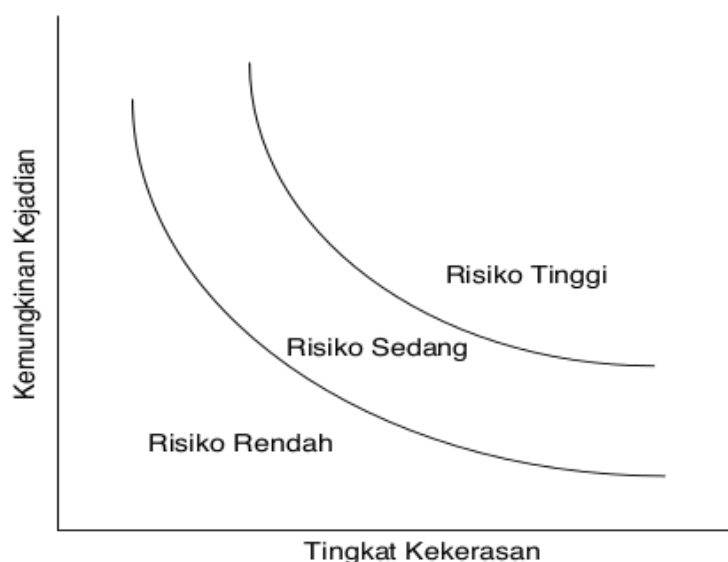 Kemungkinan Kejadian
Risiko Tinggi
Risiko Sedang
Risiko Rendah
Tingkat Kekerasan